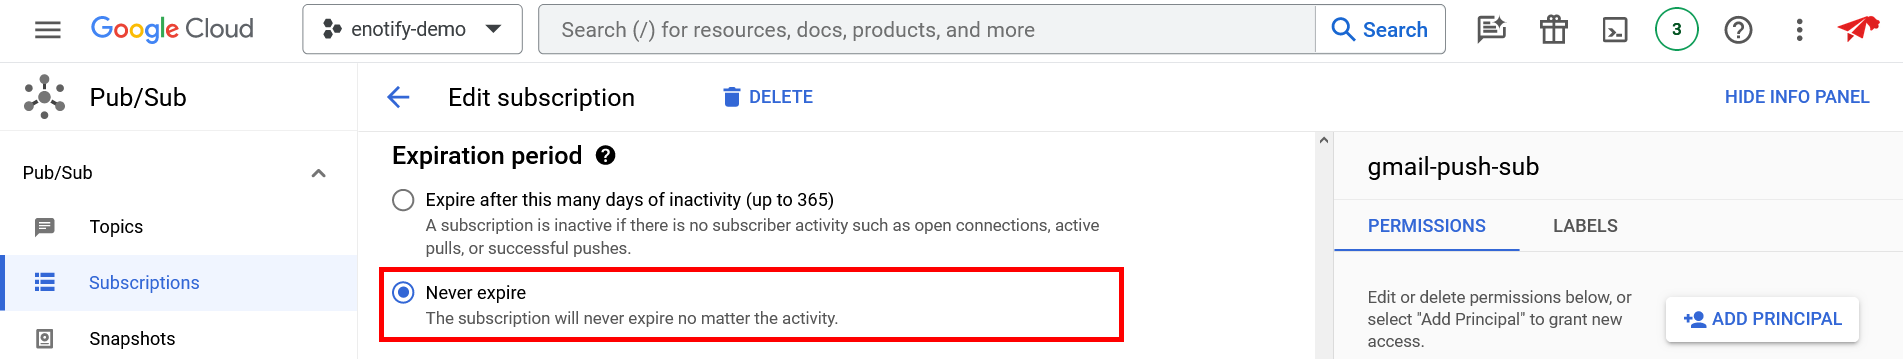 Google Cloud
enotify-demo
Search (/) for resources, docs, products, and more
Search
3
Pub/Sub
Edit subscription
DELETE
HIDE INFO PANEL
Pub/Sub
Topics
Subscriptions
Snapshots
Expiration period
Expire after this many days of inactivity (up to 365)
A subscription is inactive if there is no subscriber activity such as open connections, active
pulls, or successful pushes.
Never expire
The subscription will never expire no matter the activity.
gmail-push-sub
PERMISSIONS
LABELS
Edit or delete permissions below, or
select "Add Principal" to grant new
access.
ADD PRINCIPAL